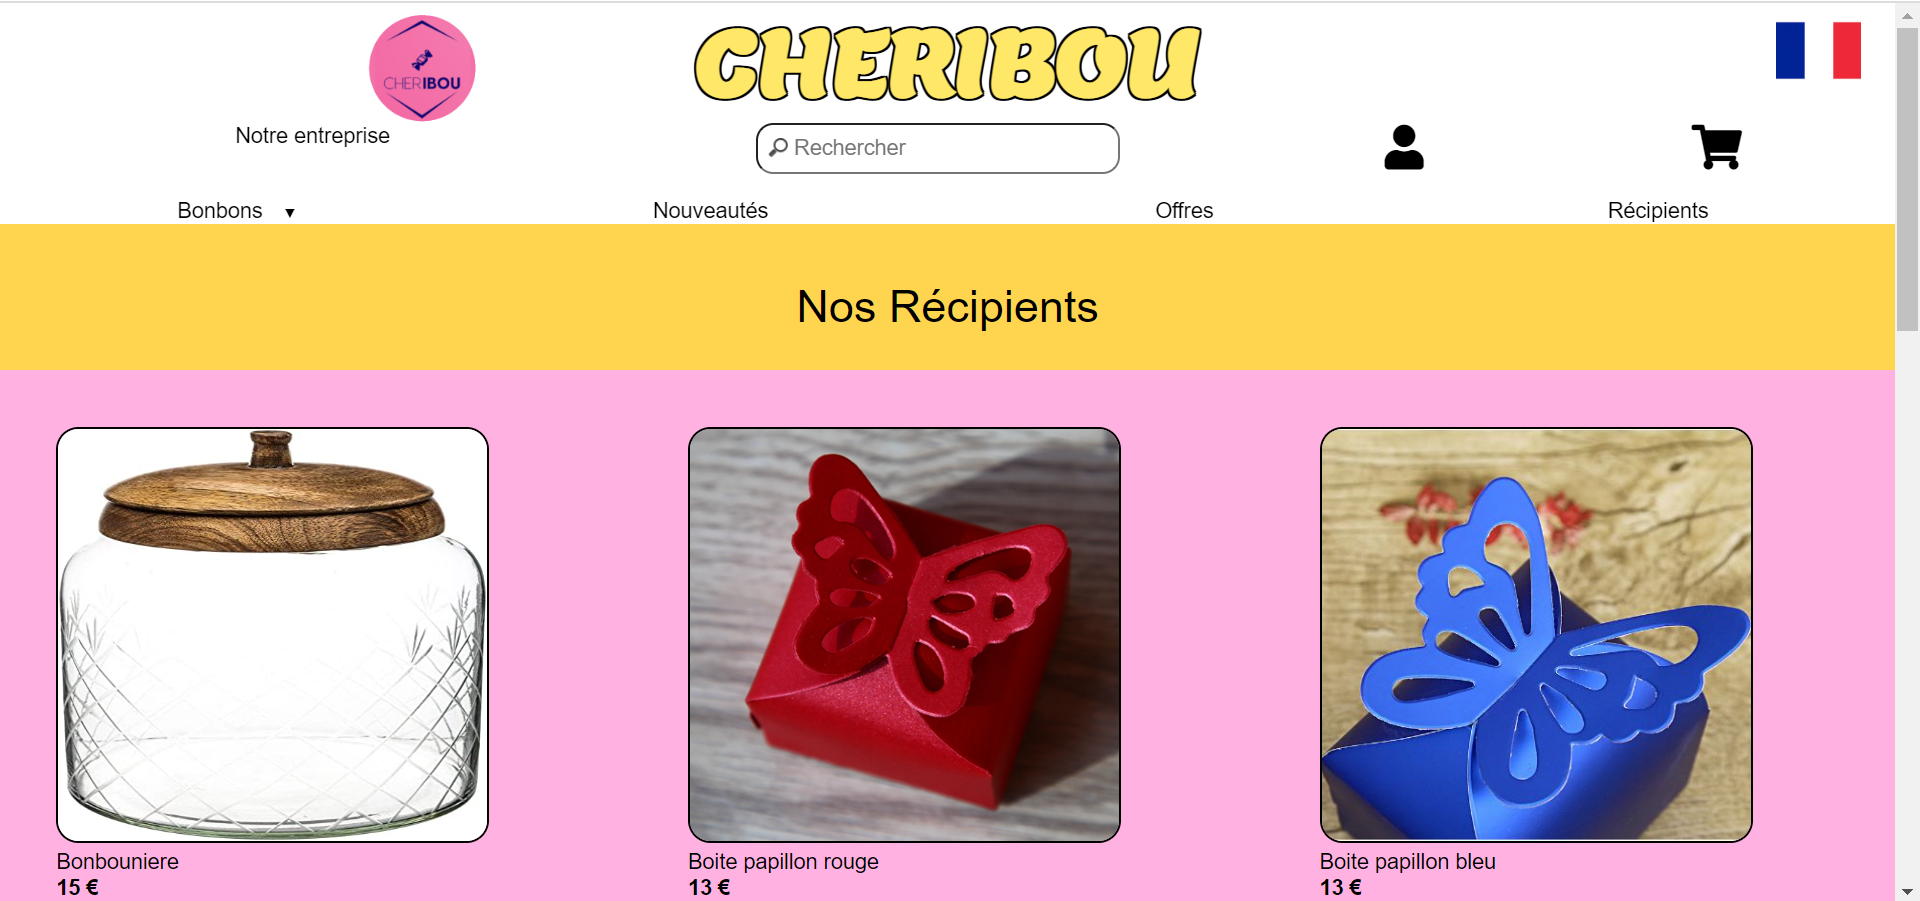 CHERIBOU
CHERIBOU
Notre entreprise
Rechercher
Bonbons ▼
Nouveautés
Offres
Récipients
Nos Récipients
Bonbouniere
15 €
Boite papillon rouge
13 €
Boite papillon bleu
13 €